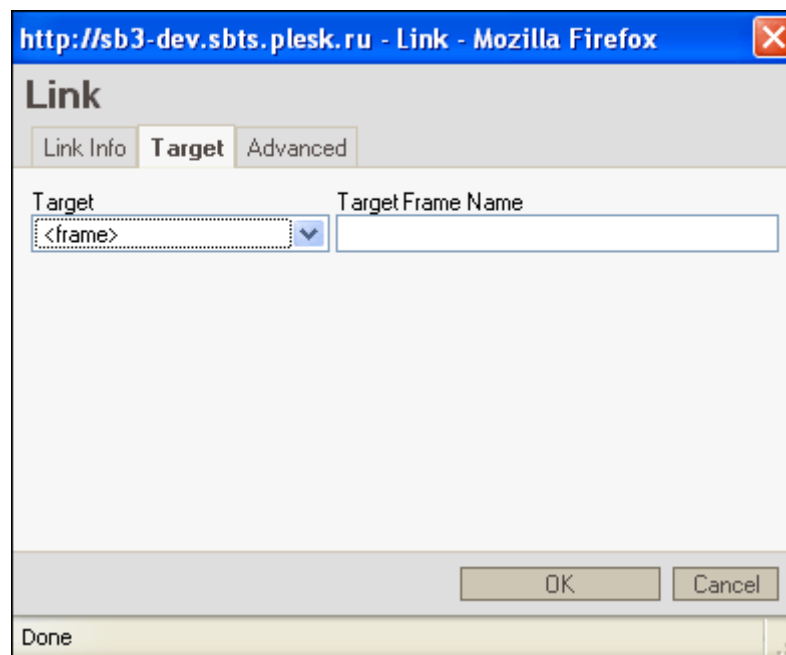 http://sb3-dev.sbts.plesk.ru - Link - Mozilla Firefox
Link
Link Info Target Advanced
Target Target Frame Name
<frame>
OK Cancel
Done